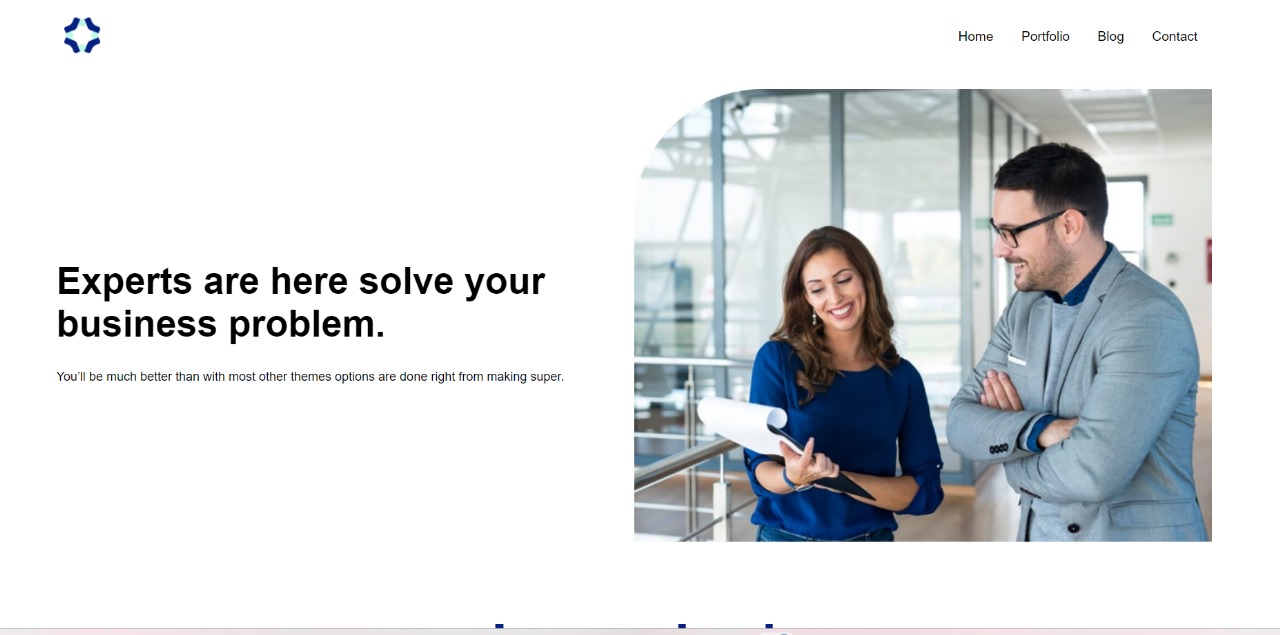 Home Portfolio Blog Contact
Experts are here solve your
business problem.
You'll be much better than with most other themes options are done right from making super.